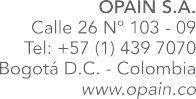 OPAIN S.A.
Calle 26 Nº 103 - 09
Tel: +57 (1) 439 7070
Bogotá D.C. - Colombia
www.opain.co